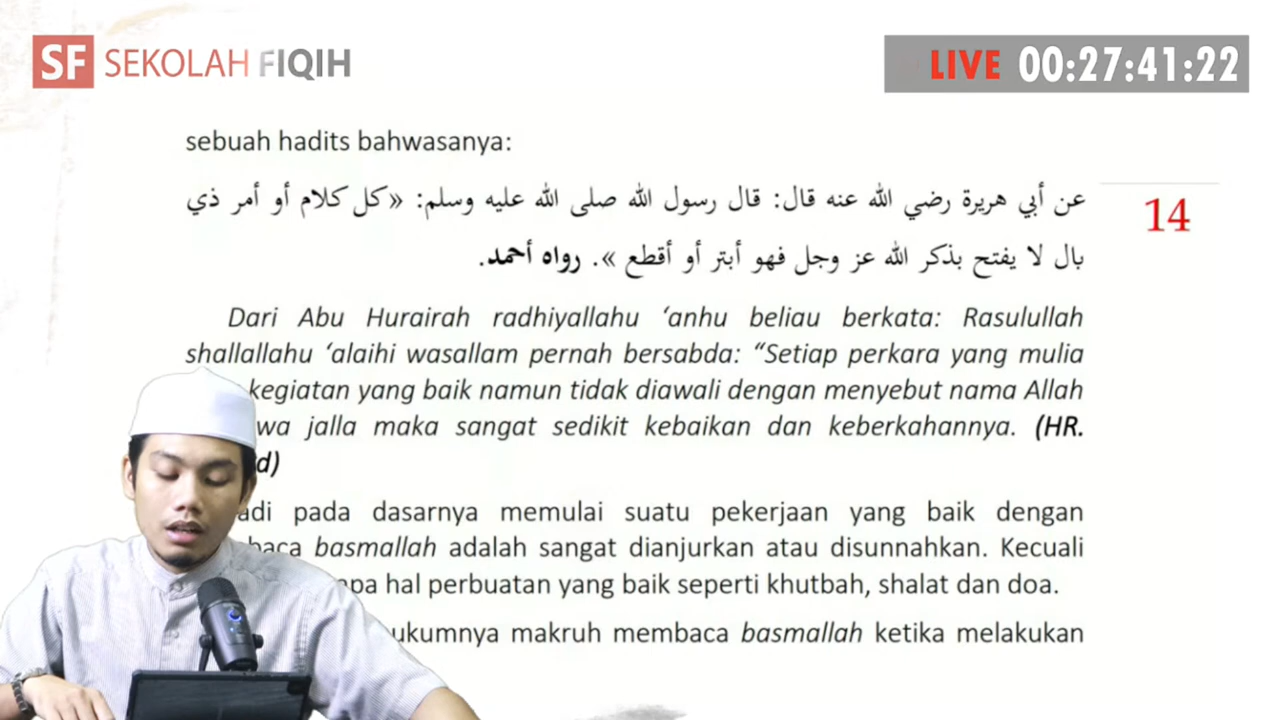 SF SEKOLAH FIQIH
LIVE 00:27:41:22
sebuah hadits bahwasanya:
عن أبي هريرة رضي الله عنه قال: قال رسول الله صلى الله عليه وسلم: «كل كلام أو أمر ذي
14
بال لا يفتح بذكر الله عز وجل فهو أبتر أو أقطع ». رواه أحمد.
Dari Abu Hurairah radhiyallahu ‘anhu beliau berkata: Rasulullah
shallallahu ‘alaihi wasallam pernah bersabda: “Setiap perkara yang mulia
kegiatan yang baik namun tidak diawali dengan menyebut nama Allah
wa jalla maka sangat sedikit kebaikan dan keberkahannya. (HR.
d)
adi pada dasarnya memulai suatu pekerjaan yang baik dengan
baca basmallah adalah sangat dianjurkan atau disunnahkan. Kecuali
pa hal perbuatan yang baik seperti khutbah, shalat dan doa.
ukumnya makruh membaca basmallah ketika melakukan